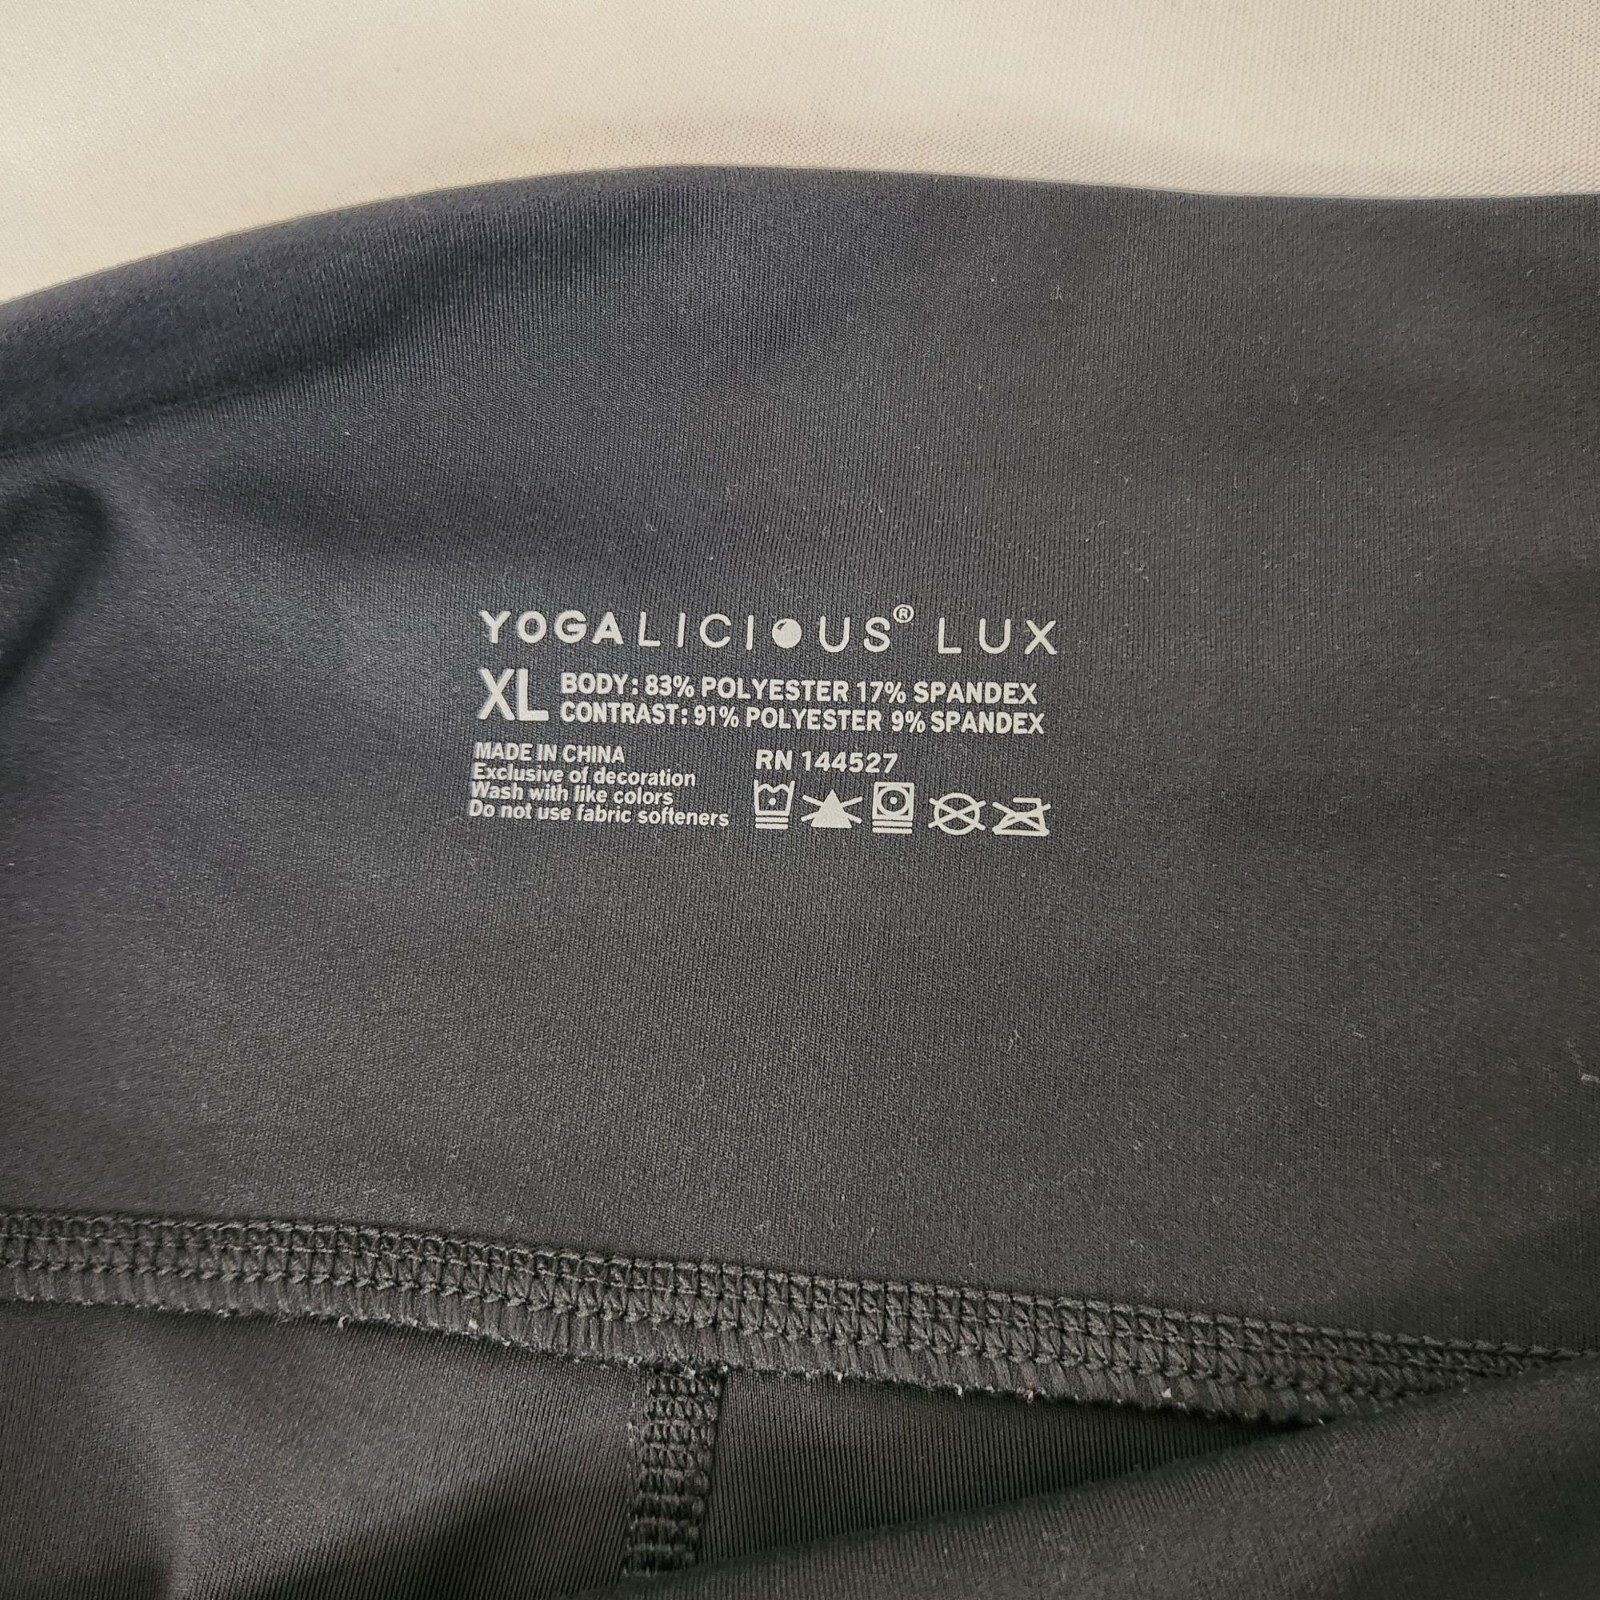 YOGALICIOUS® LUX
XL
BODY: 83% POLYESTER 17% SPANDEX
CONTRAST: 91% POLYESTER 9% SPANDEX
MADE IN CHINA
Exclusive of decoration
Wash with like colors
Do not use fabric softeners
RN 144527